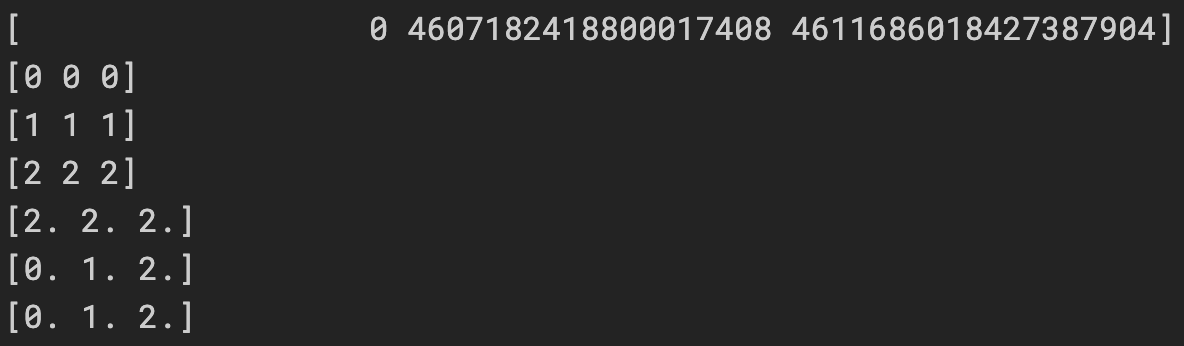 [                  0 4607182418800017408 4611686018427387904]
[0 0 0]
[1 1 1]
[2 2 2]
[2. 2. 2.]
[0. 1. 2.]
[0. 1. 2.]